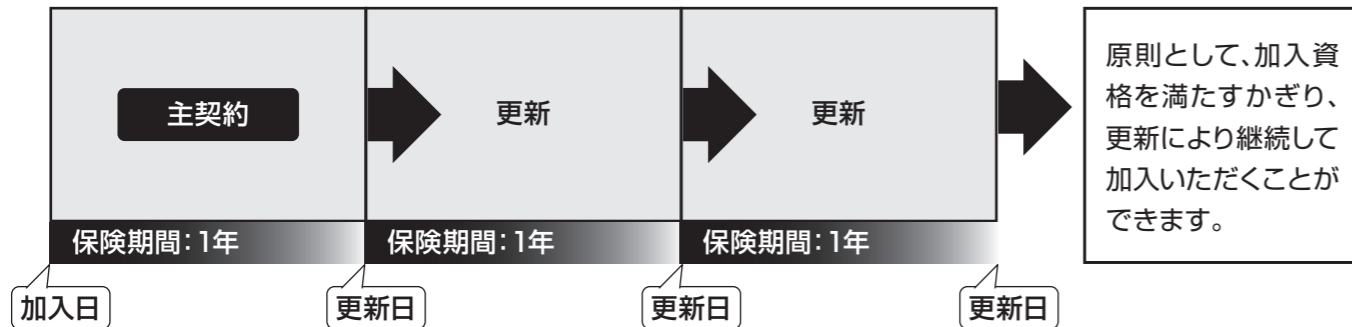 主契約
更新
更新
原則として、加入資
格を満たすかぎり、
更新により継続して
加入いただくことが
できます。
保険期間：1年
保険期間：1年
保険期間：1年
加入日
更新日
更新日
更新日